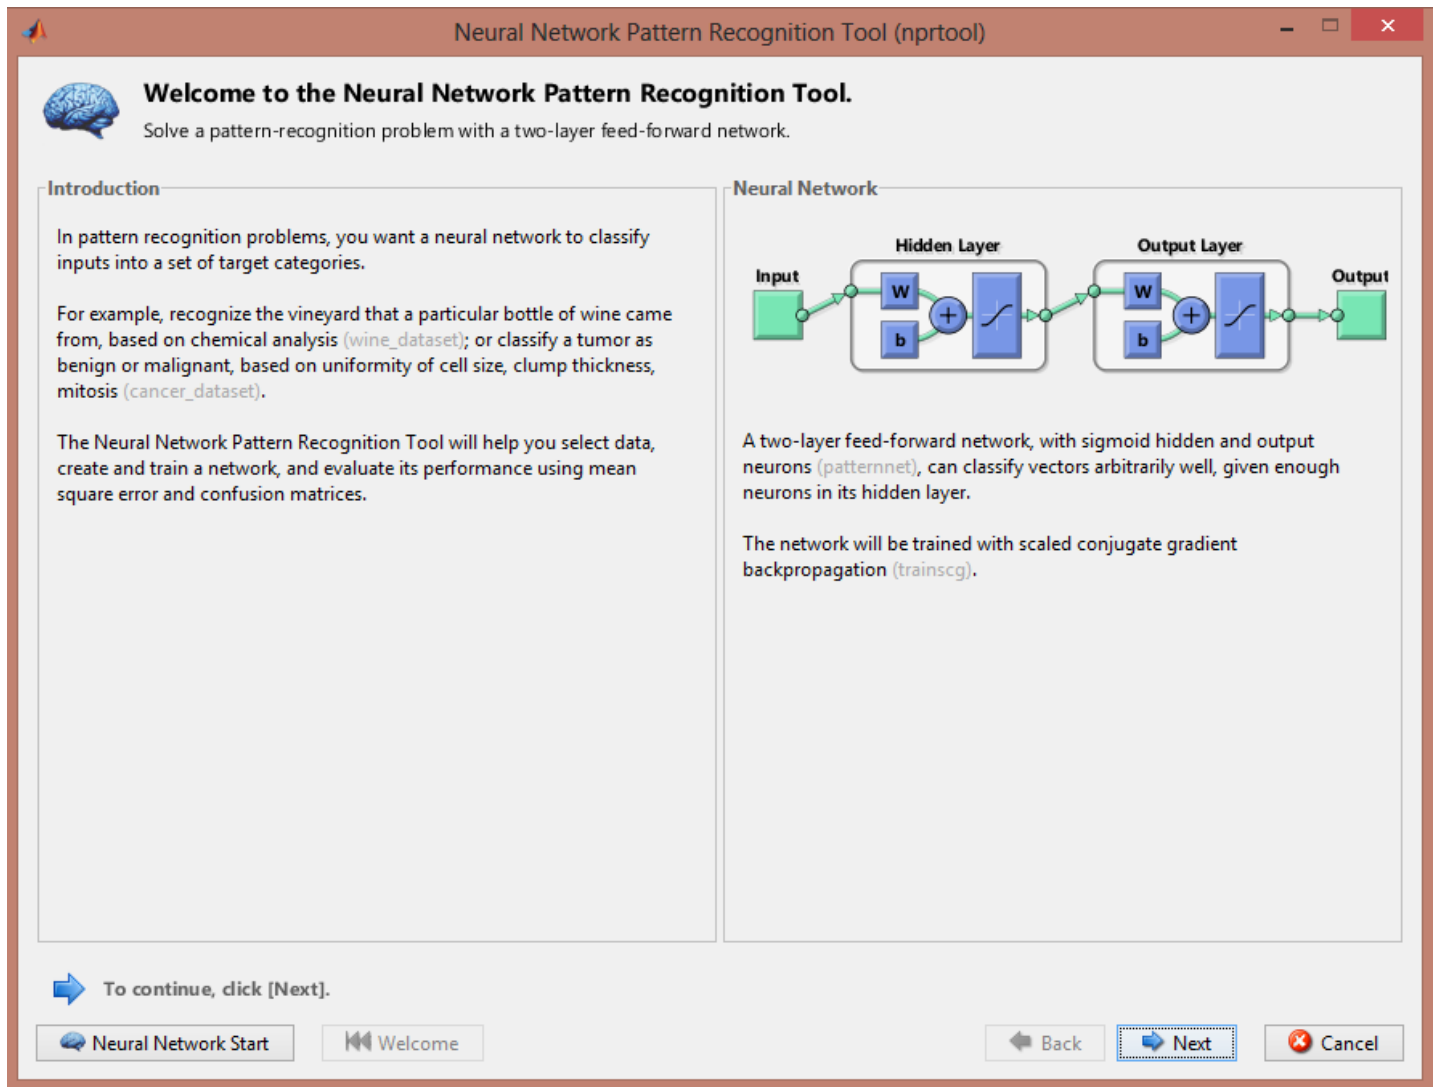 Neural Network Pattern Recognition Tool (nprtool)
Welcome to the Neural Network Pattern Recognition Tool.
Solve a pattern-recognition problem with a two-layer feed-forward network.
Introduction
In pattern recognition problems, you want a neural network to classify
inputs into a set of target categories.
For example, recognize the vineyard that a particular bottle of wine came
from, based on chemical analysis (wine_dataset); or classify a tumor as
benign or malignant, based on uniformity of cell size, clump thickness,
mitosis (cancer_dataset).
The Neural Network Pattern Recognition Tool will help you select data,
create and train a network, and evaluate its performance using mean
square error and confusion matrices.
Neural Network
Hidden Layer
Output Layer
Input
Output
W
b
+
W
b
+
A two-layer feed-forward network, with sigmoid hidden and output
neurons (patternnet), can classify vectors arbitrarily well, given enough
neurons in its hidden layer.
The network will be trained with scaled conjugate gradient
backpropagation (trainscg).
To continue, click [Next].
Neural Network Start
Welcome
Back
Next
Cancel